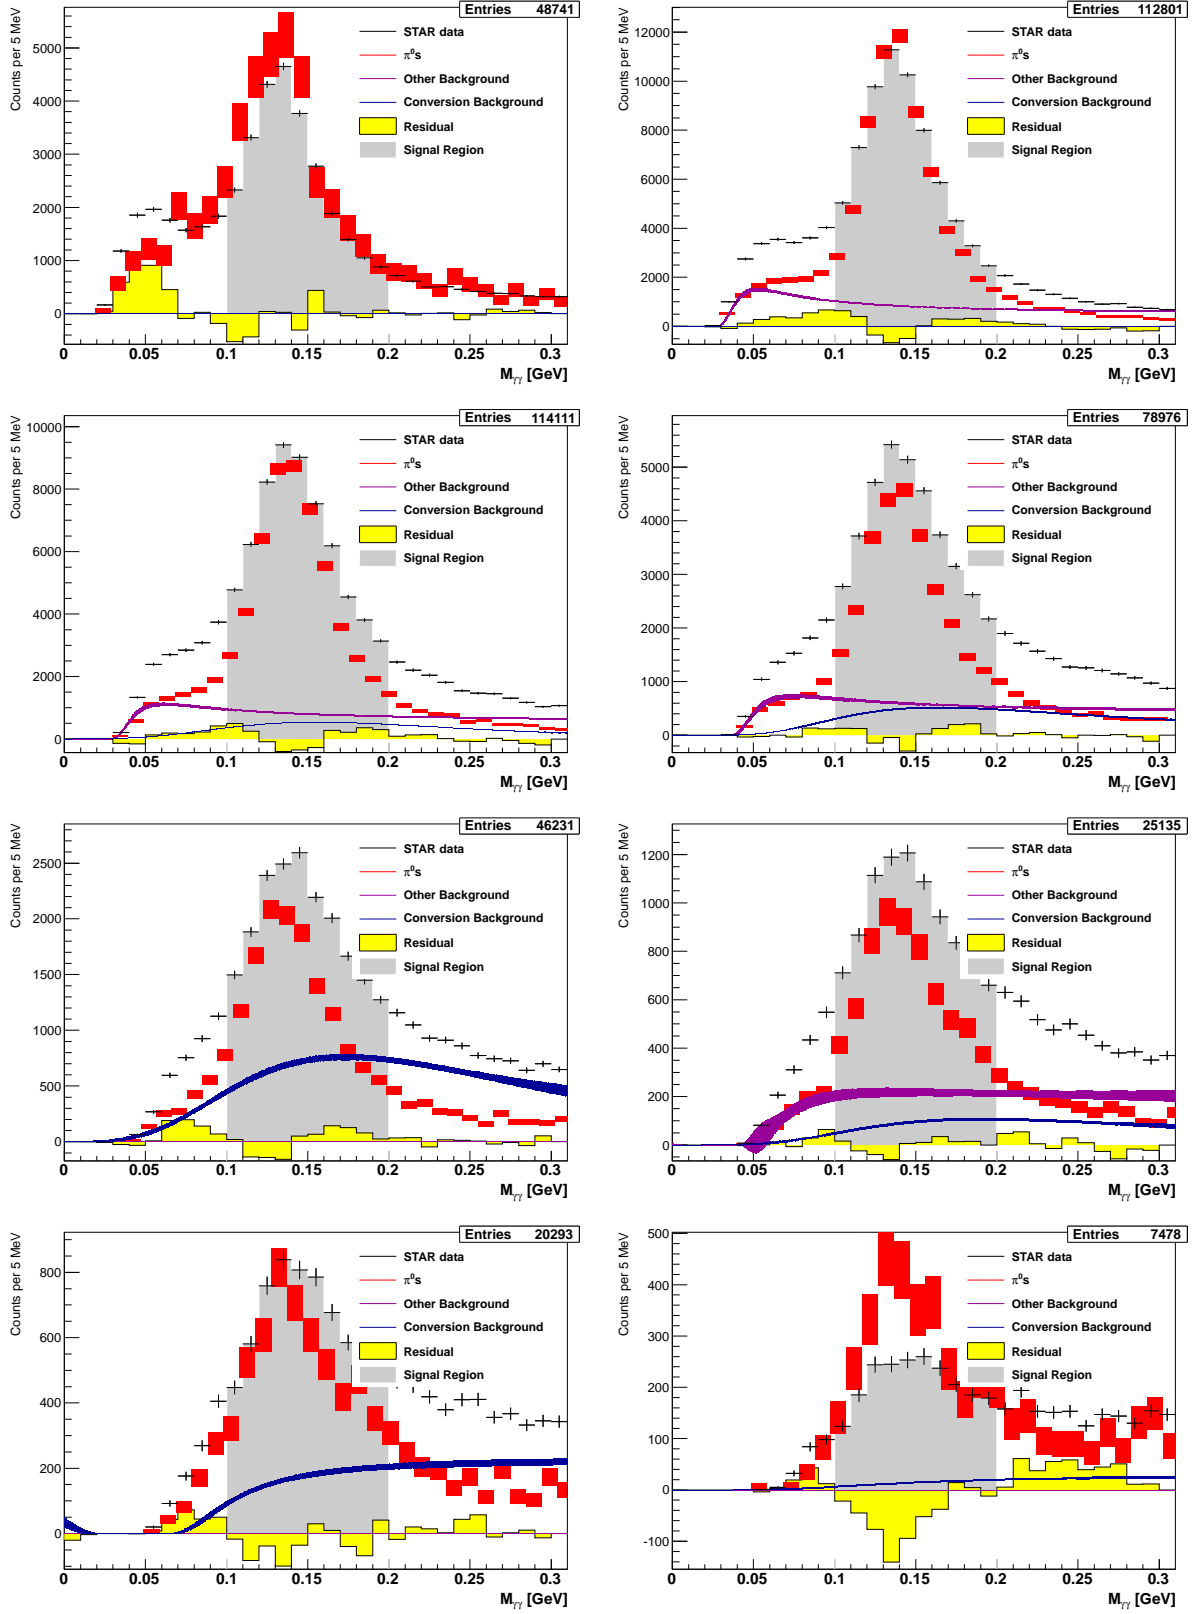 Entries 48741
Counts per 5 MeV
5000
4000
3000
2000
1000
0
STAR data
π⁰s
Other Background
Conversion Background
Residual
Signal Region
0 0.05 0.1 0.15 0.2 0.25 0.3
Mγγ [GeV]
Entries 112801
Counts per 5 MeV
12000
10000
8000
6000
4000
2000
0
STAR data
π⁰s
Other Background
Conversion Background
Residual
Signal Region
0 0.05 0.1 0.15 0.2 0.25 0.3
Mγγ [GeV]
Entries 114111
Counts per 5 MeV
10000
8000
6000
4000
2000
0
STAR data
π⁰s
Other Background
Conversion Background
Residual
Signal Region
0 0.05 0.1 0.15 0.2 0.25 0.3
Mγγ [GeV]
Entries 78976
Counts per 5 MeV
5000
4000
3000
2000
1000
0
STAR data
π⁰s
Other Background
Conversion Background
Residual
Signal Region
0 0.05 0.1 0.15 0.2 0.25 0.3
Mγγ [GeV]
Entries 46231
Counts per 5 MeV
2500
2000
1500
1000
500
0
STAR data
π⁰s
Other Background
Conversion Background
Residual
Signal Region
0 0.05 0.1 0.15 0.2 0.25 0.3
Mγγ [GeV]
Entries 25135
Counts per 5 MeV
1200
1000
800
600
400
200
0
STAR data
π⁰s
Other Background
Conversion Background
Residual
Signal Region
0 0.05 0.1 0.15 0.2 0.25 0.3
Mγγ [GeV]
Entries 20293
Counts per 5 MeV
800
600
400
200
0
STAR data
π⁰s
Other Background
Conversion Background
Residual
Signal Region
0 0.05 0.1 0.15 0.2 0.25 0.3
Mγγ [GeV]
Entries 7478
Counts per 5 MeV
500
400
300
200
100
0
-100
STAR data
π⁰s
Other Background
Conversion Background
Residual
Signal Region
0 0.05 0.1 0.15 0.2 0.25 0.3
Mγγ [GeV]